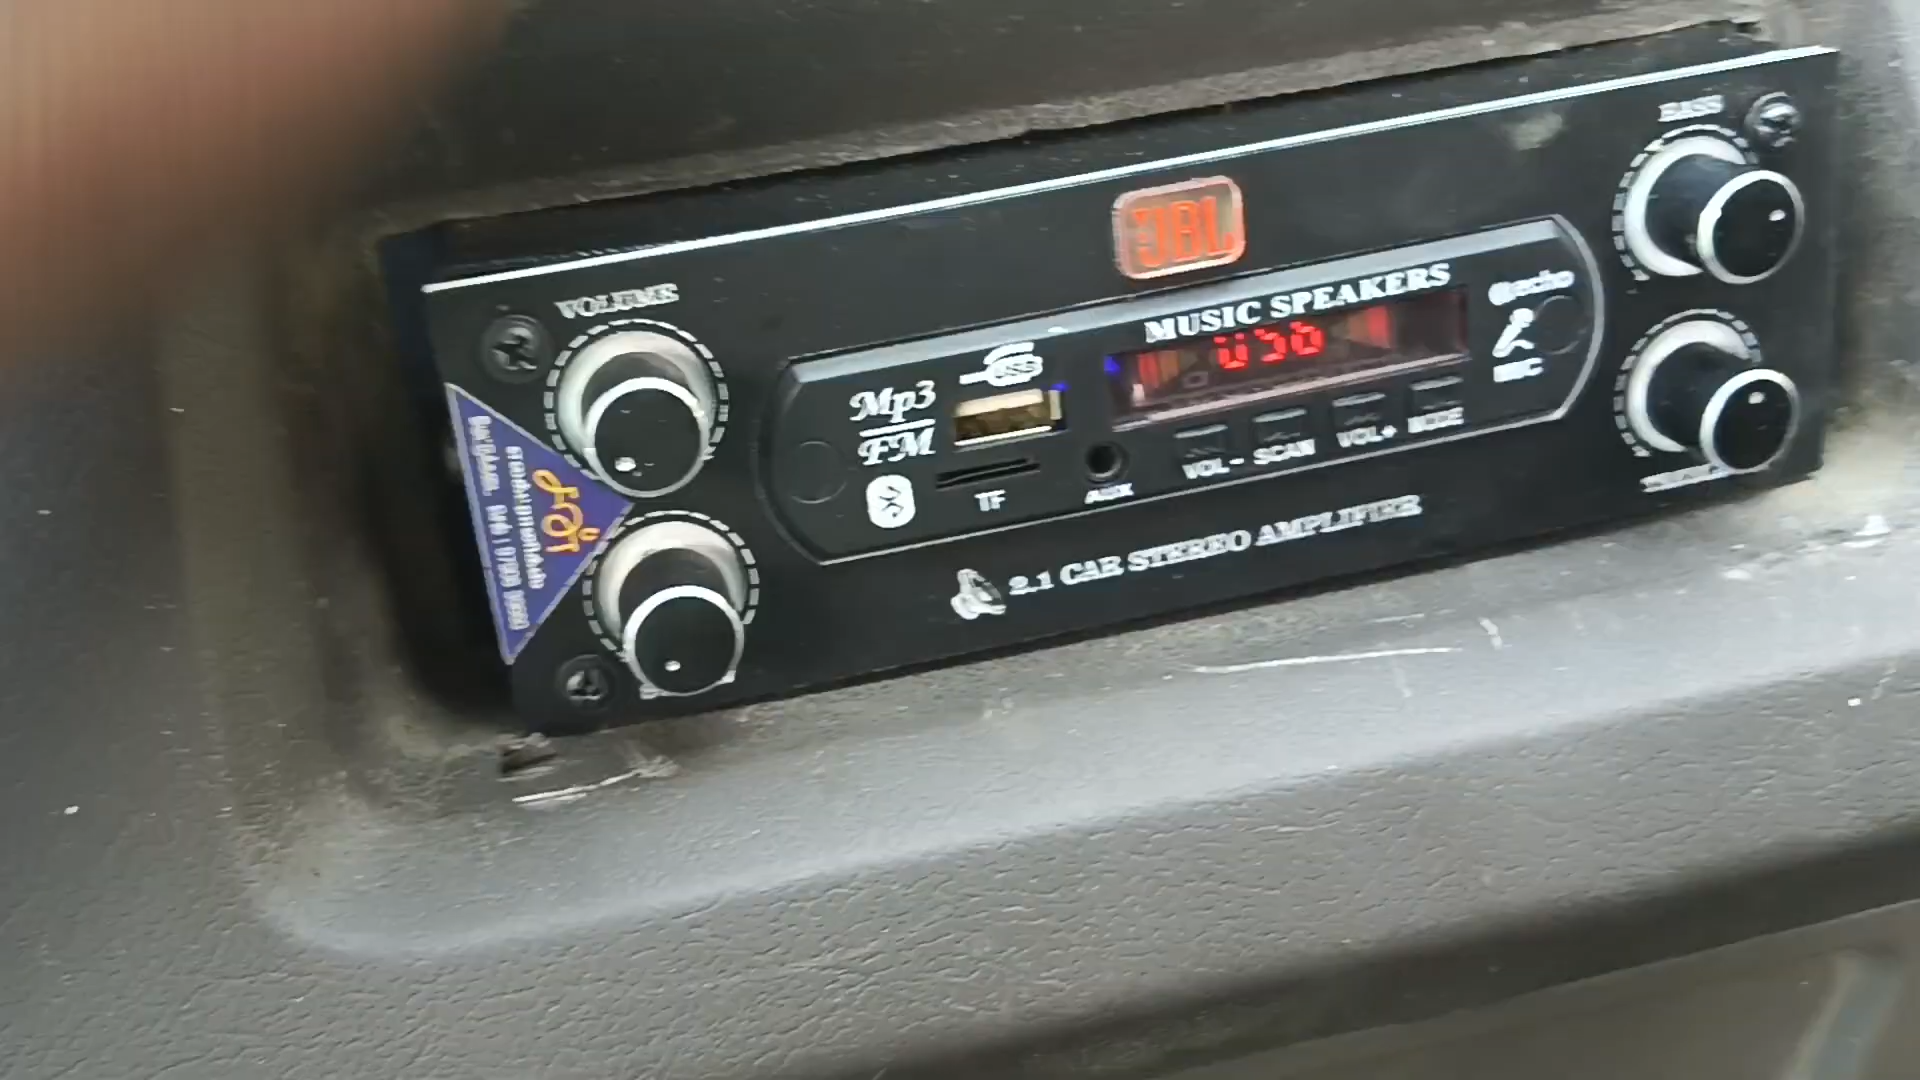 BASS
JBL
VOLUME
MUSIC SPEAKERS
echo
USB
USb
MIC
Mp3
FM
VOL- SCAN VOL+ MODE
TF
AUX
2.1 CAR STEREO AMPLIFIER
TREBLE